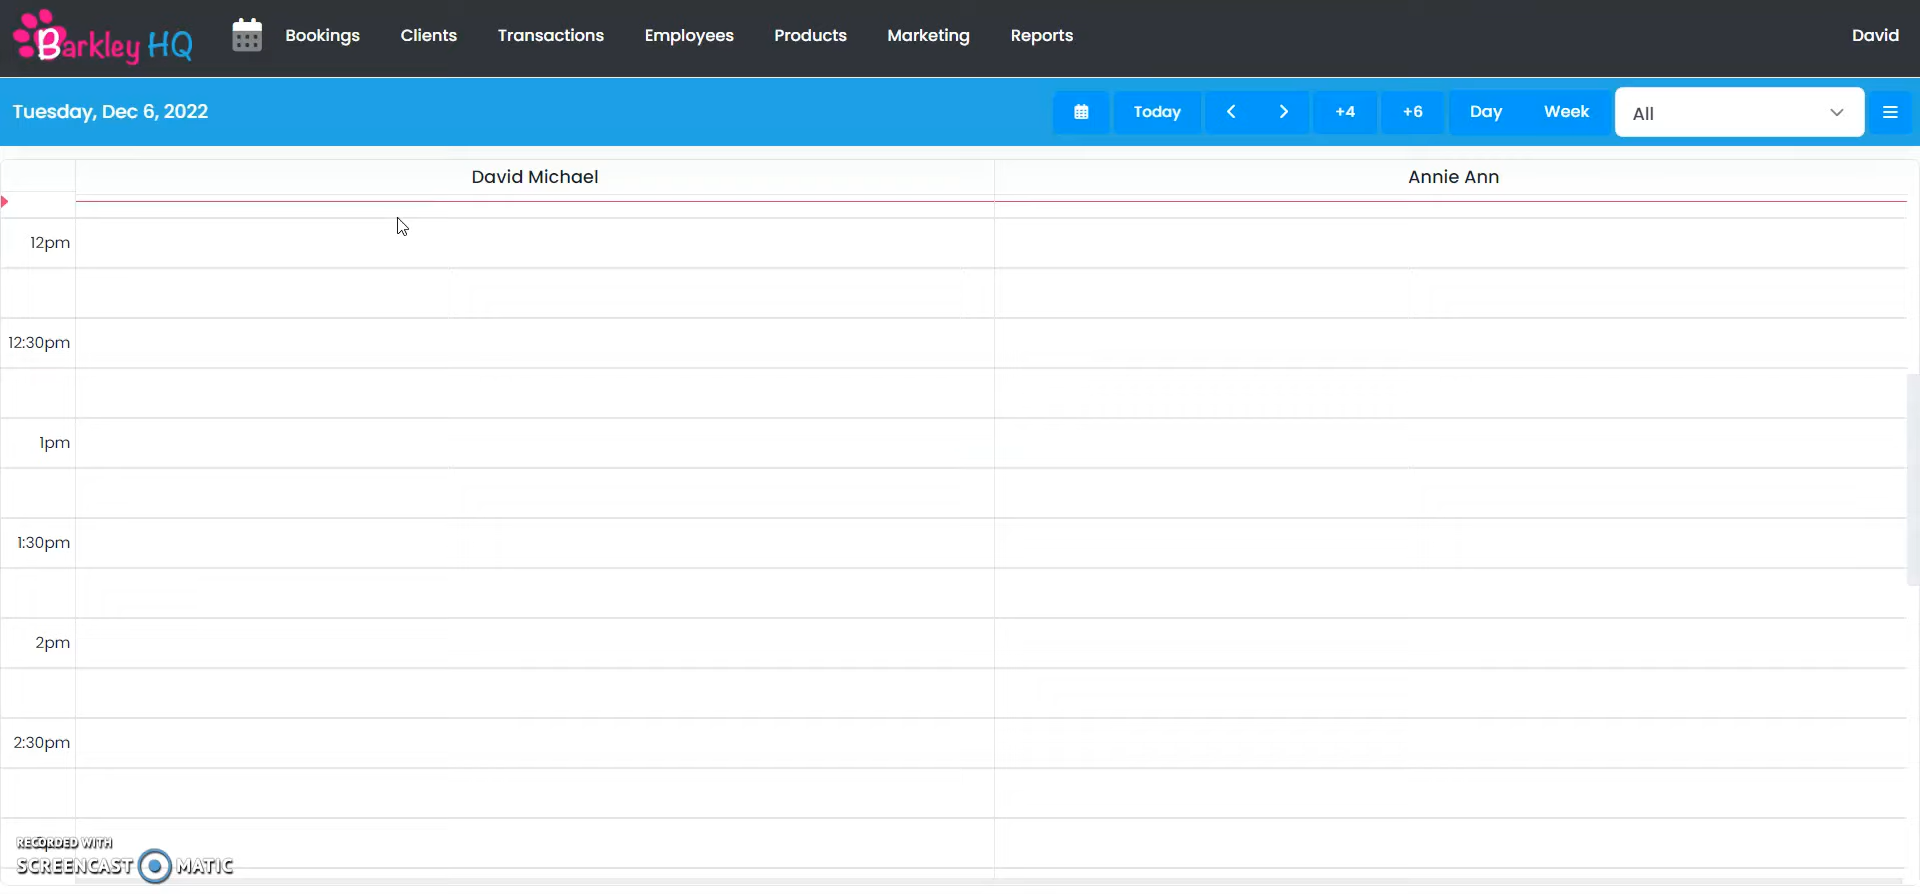 Barkley HQ
Bookings Clients Transactions Employees Products Marketing Reports David
Tuesday, Dec 6, 2022 Today +4 +6 Day Week All
David Michael Annie Ann
12pm
12:30pm
1pm
1:30pm
2pm
2:30pm
RECORDED WITH
SCREENCAST MATIC